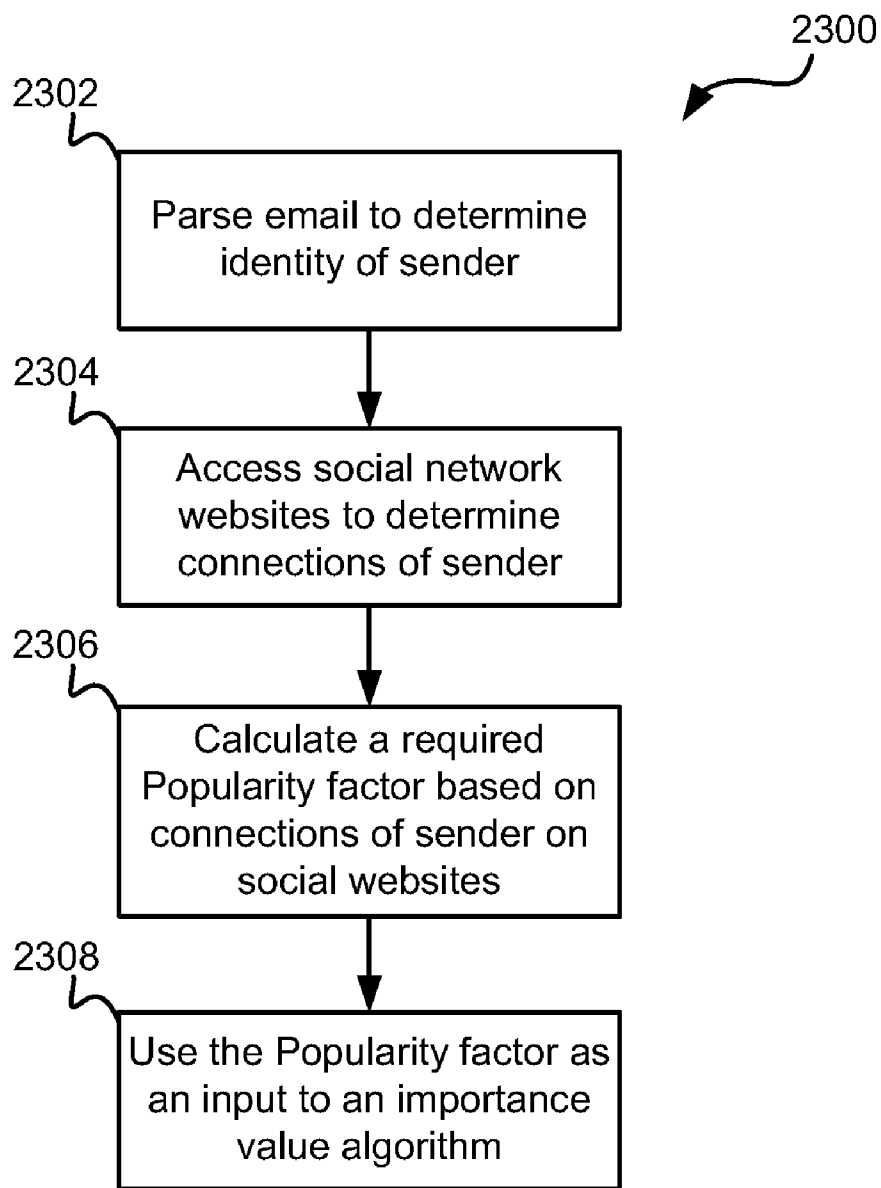 2300
2302
Parse email to determine
identity of sender
2304
Access social network
websites to determine
connections of sender
2306
Calculate a required
Popularity factor based on
connections of sender on
social websites
2308
Use the Popularity factor as
an input to an importance
value algorithm